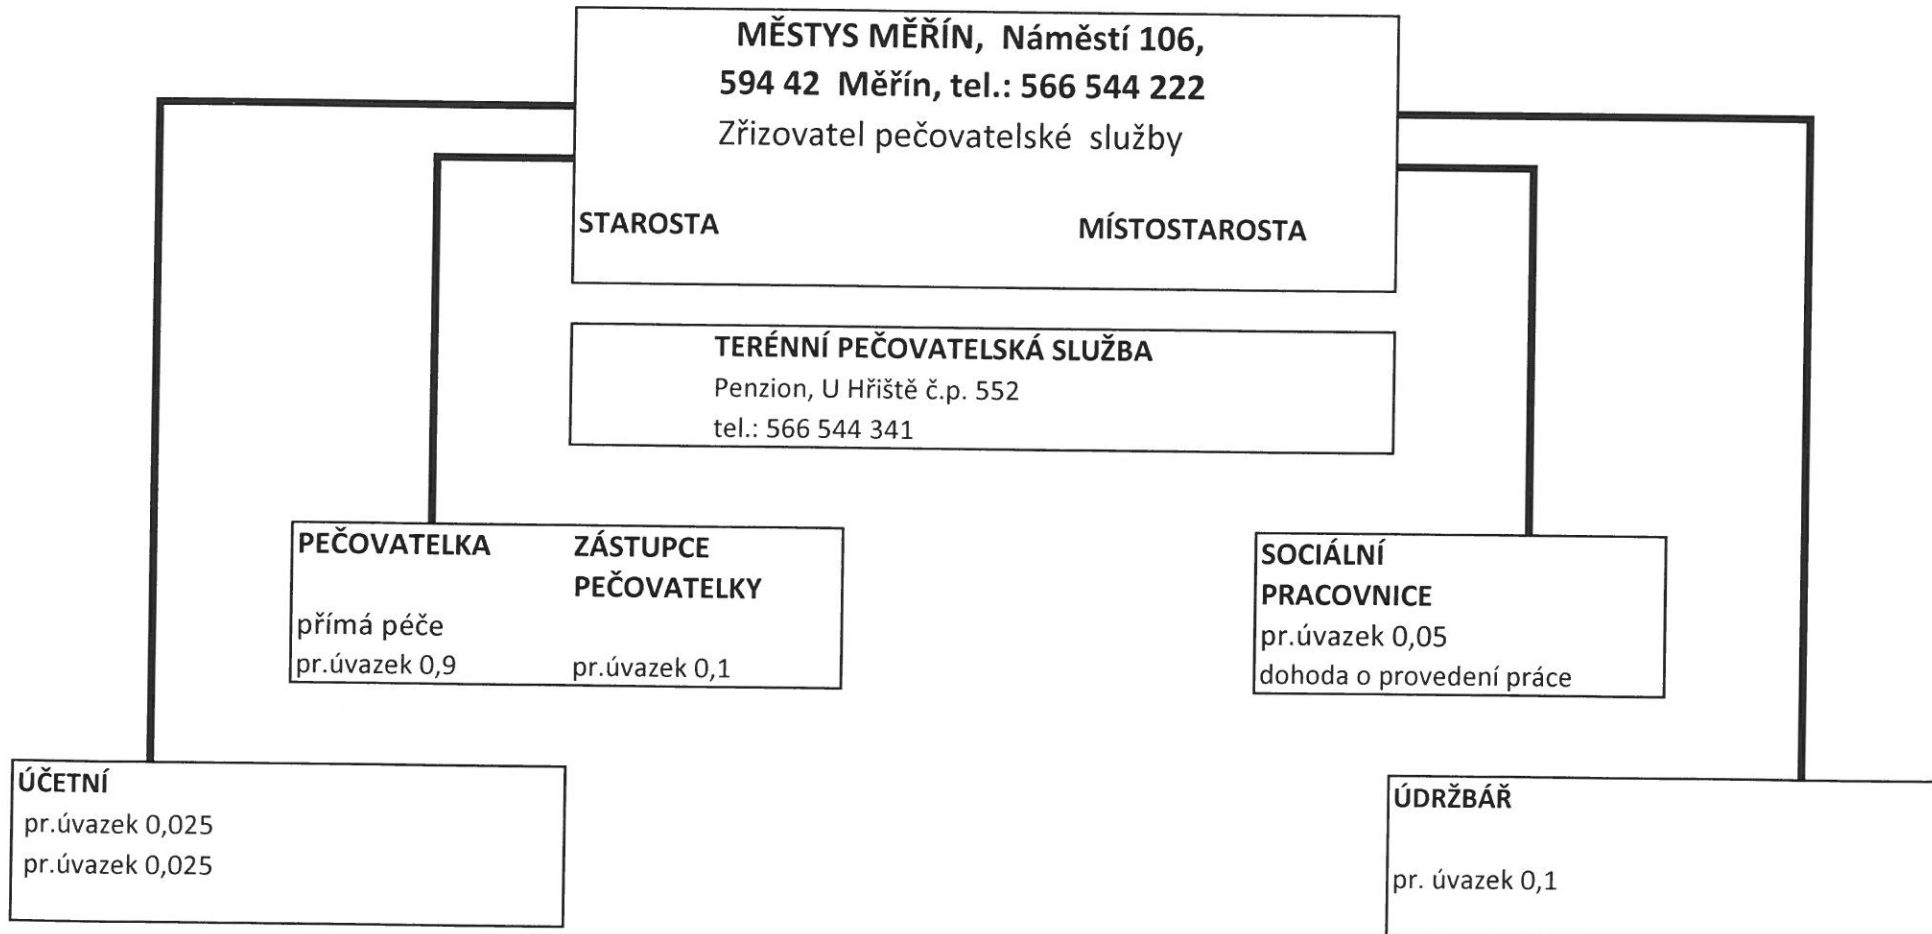 MĚSTYS MĚŘÍN, Náměstí 106,
594 42 Měřín, tel.: 566 544 222
Zřizovatel pečovatelské služby
STAROSTA MÍSTOSTAROSTA
TERÉNNÍ PEČOVATELSKÁ SLUŽBA
Penzion, U Hřiště č.p. 552
tel.: 566 544 341
PEČOVATELKA ZÁSTUPCE
PEČOVATELKY
přímá péče
pr.úvazek 0,9 pr.úvazek 0,1
SOCIÁLNÍ
PRACOVNICE
pr.úvazek 0,05
dohoda o provedení práce
ÚČETNÍ
pr.úvazek 0,025
pr.úvazek 0,025
ÚDRŽBÁŘ
pr. úvazek 0,1